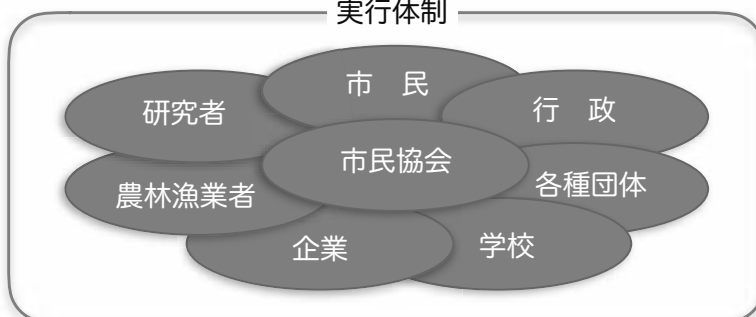 実行体制
市　民
研究者
行　政
市民協会
農林漁業者
各種団体
企業
学校